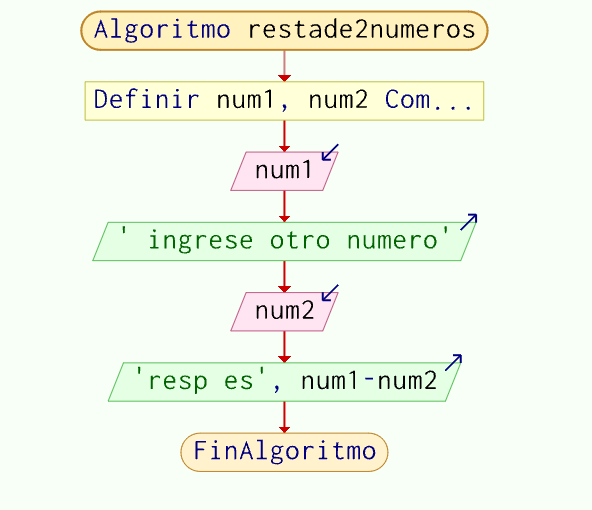 Algoritmo restade2numeros
Definir num1, num2 Com...
num1
' ingrese otro numero'
num2
'resp es', num1-num2
FinAlgoritmo